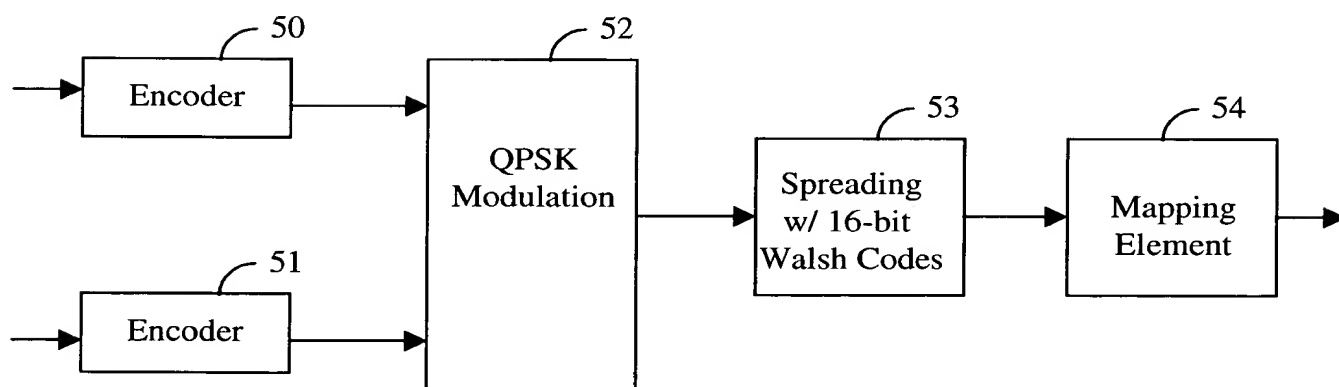 50
Encoder
51
Encoder
52
QPSK
Modulation
53
Spreading
w/ 16-bit
Walsh Codes
54
Mapping
Element